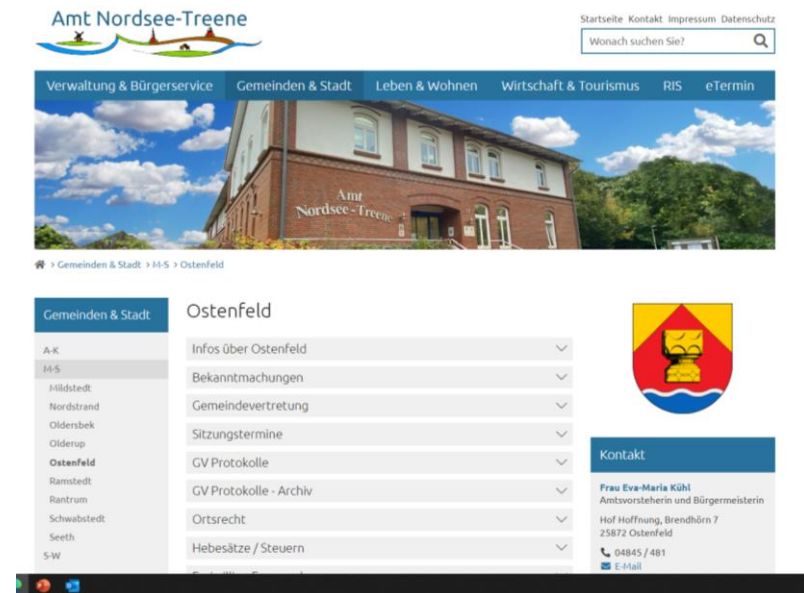 Amt Nordsee-Treene
Startseite Kontakt Impressum Datenschutz
Wonach suchen Sie?
Verwaltung & Bürgerservice Gemeinden & Stadt Leben & Wohnen Wirtschaft & Tourismus RIS eTermin
Amt
Nordsee-Treene
> Gemeinden & Stadt > M-S > Ostenfeld
Gemeinden & Stadt
A-K
M-S
Mildstedt
Nordstrand
Oldersbek
Olderup
Ostenfeld
Ramstedt
Rantrum
Schwabstedt
Seeth
S-W
Ostenfeld
Infos über Ostenfeld
Bekanntmachungen
Gemeindevertretung
Sitzungstermine
GV Protokolle
GV Protokolle - Archiv
Ortsrecht
Hebesätze / Steuern
Kontakt
Frau Eva-Maria Kühl
Amtsvorsteherin und Bürgermeisterin
Hof Hoffnung, Brendhörn 7
25872 Ostenfeld
04845 / 481
E-Mail